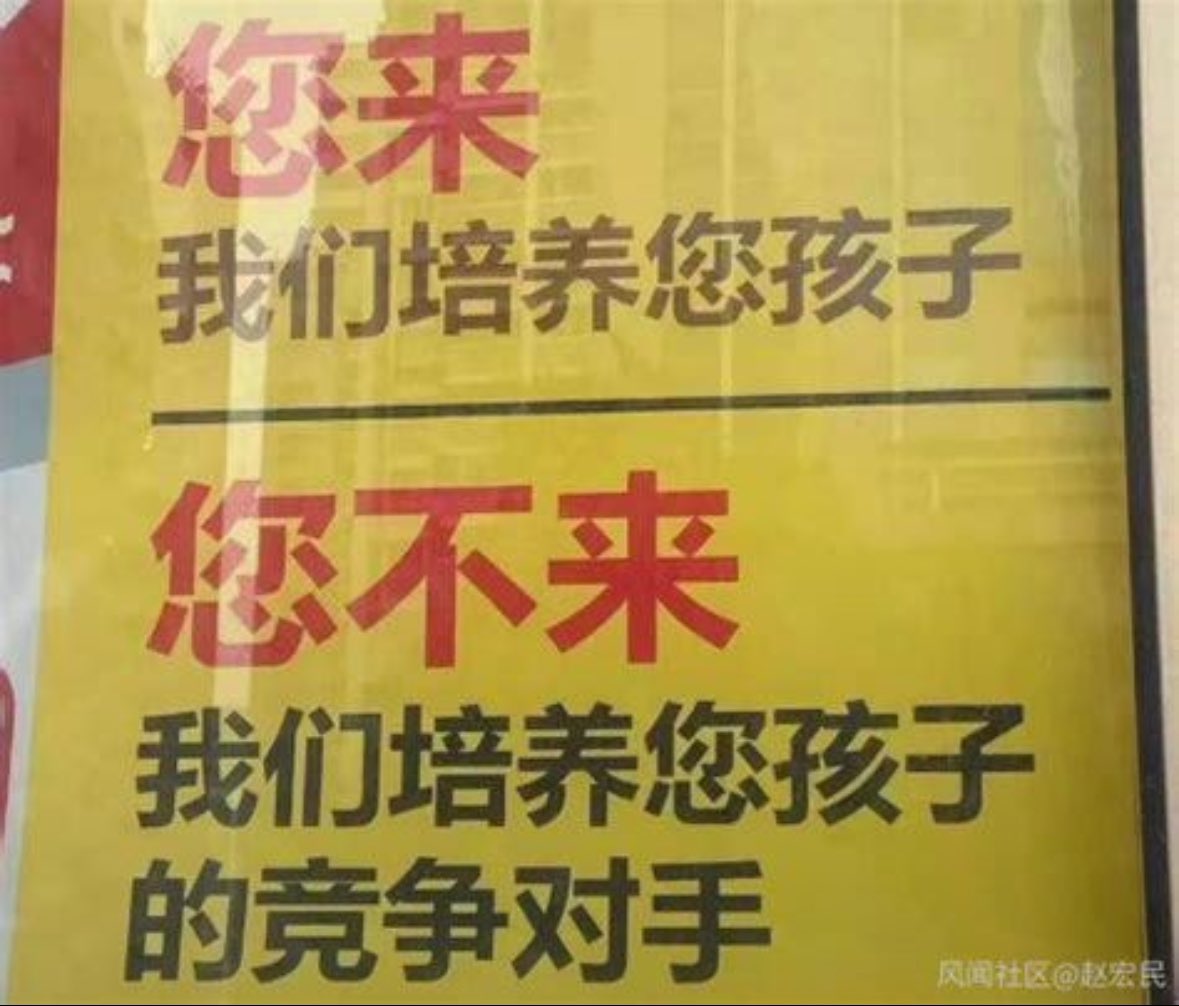 您来
我们培养您孩子
您不来
我们培养您孩子
的竞争对手
风闻社区@赵宏民